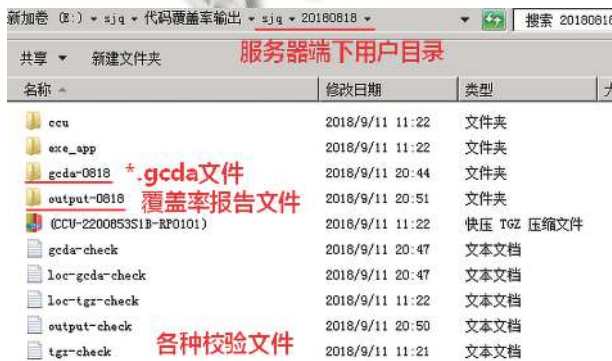 新加卷 (E:) ▸ sjq ▸ 代码覆盖率输出 ▸ sjq ▸ 20180818 ▸
搜索 2018081
共享 新建文件夹 服务器端下用户目录
名称 修改日期 类型
ccu 2018/9/11 11:22 文件夹
exe_app 2018/9/11 11:22 文件夹
gcda-0818 *.gcda文件 2018/9/11 20:44 文件夹
output-0818 覆盖率报告文件 2018/9/11 20:51 文件夹
(CCU-2200853S1B-RP0101) 2018/9/11 11:22 快压 TGZ 压缩文件
gcda-check 2018/9/11 20:47 文本文档
loc-gcda-check 2018/9/11 20:47 文本文档
loc-tgz-check 2018/9/11 11:22 文本文档
output-check 2018/9/11 20:50 文本文档
tgz-check 各种校验文件 2018/9/11 11:21 文本文档